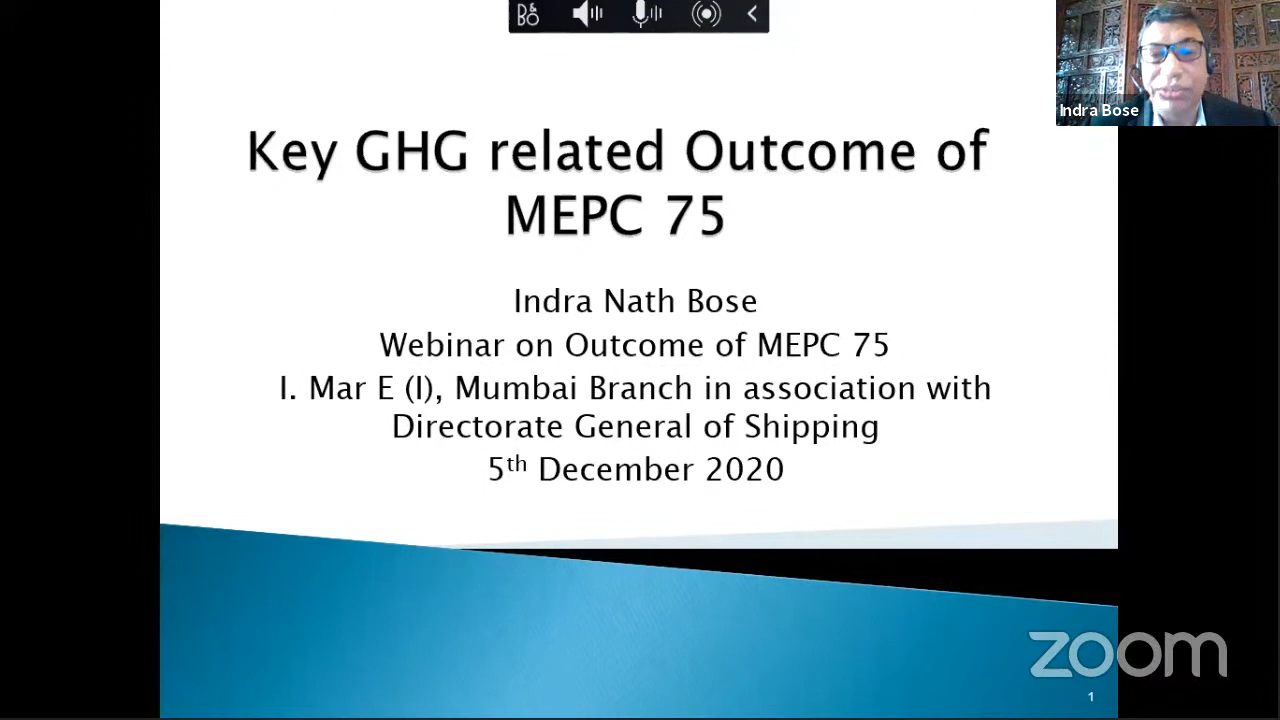 B&O
Indra Bose
Key GHG related Outcome of
MEPC 75
Indra Nath Bose
Webinar on Outcome of MEPC 75
I. Mar E (I), Mumbai Branch in association with
Directorate General of Shipping
5th December 2020
zoom
1